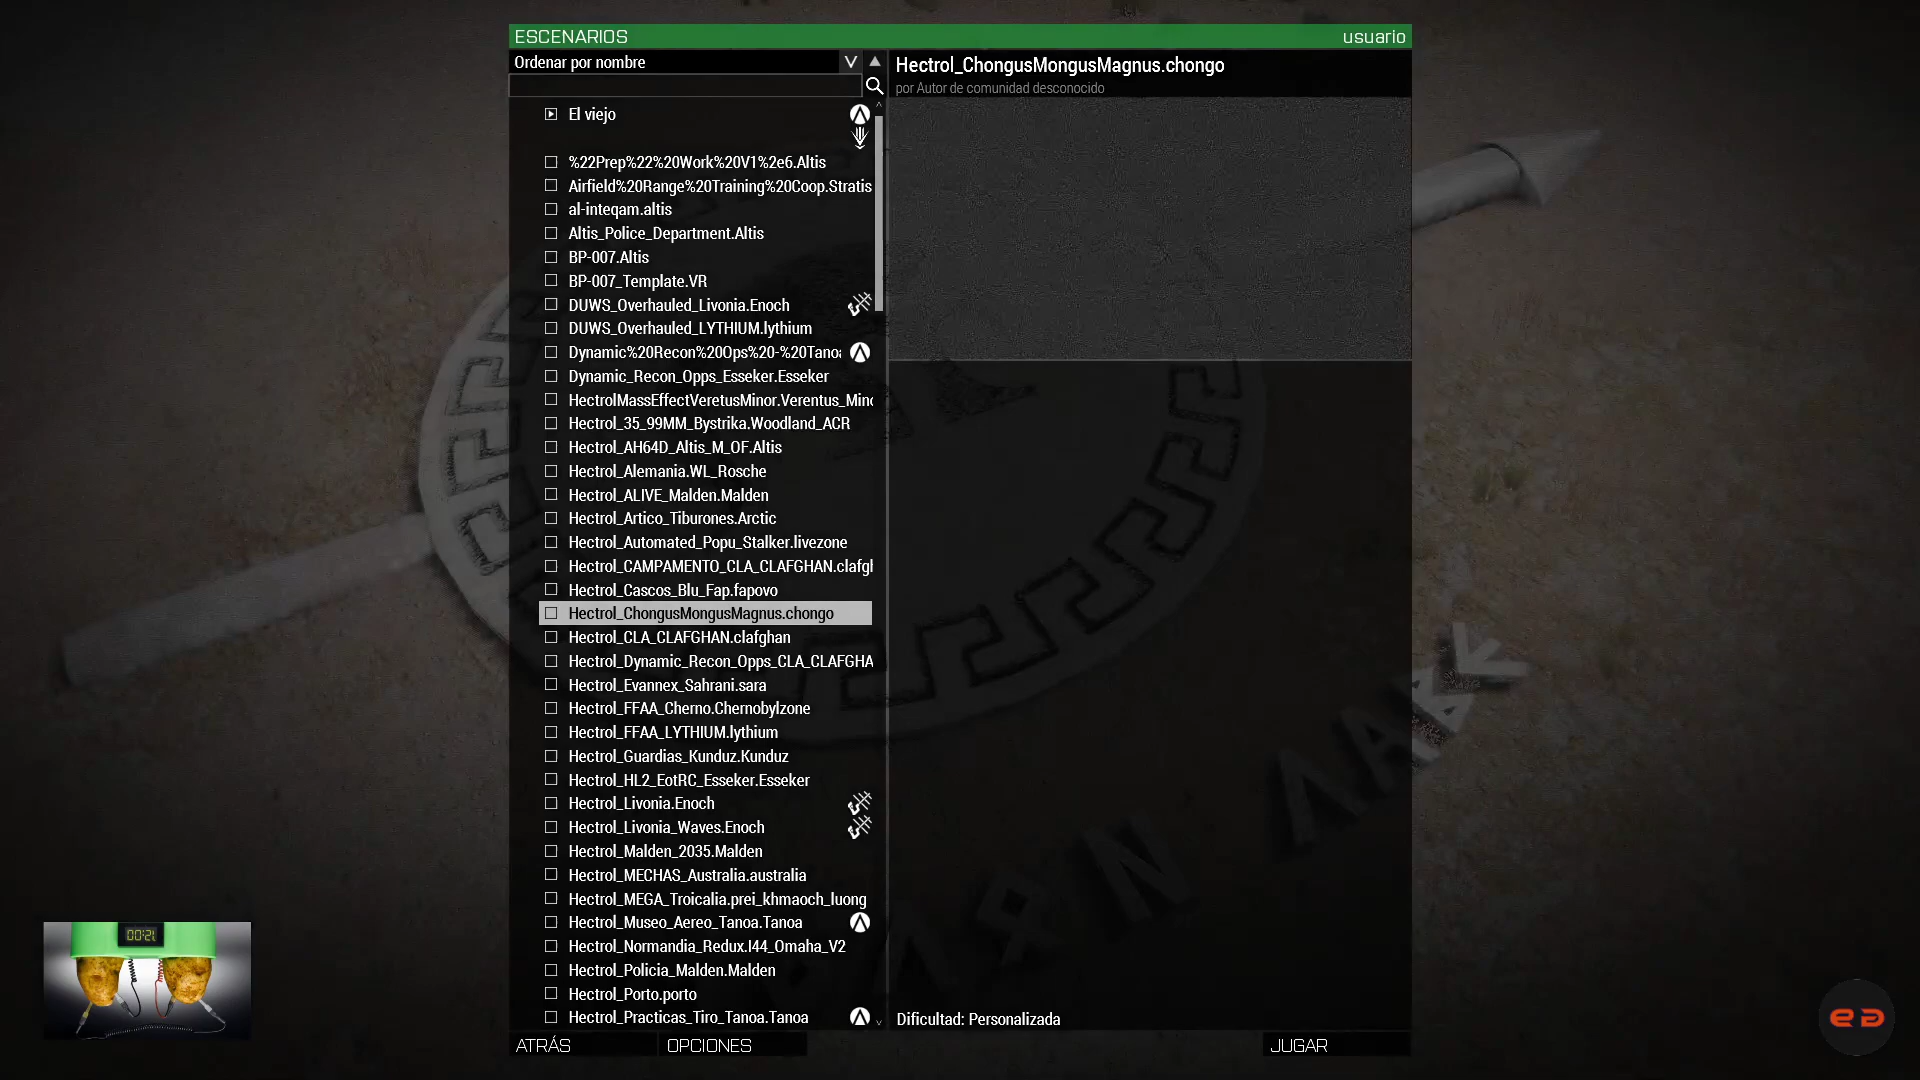 ESCENARIOS
usuario
Ordenar por nombre
Hectrol_ChongusMongusMagnus.chongo
por Autor de comunidad desconocido
El viejo
%22Prep%22%20Work%20V1%2e6.Altis
Airfield%20Range%20Training%20Coop.Stratis
al-inteqam.altis
Altis_Police_Department.Altis
BP-007.Altis
BP-007_Template.VR
DUWS_Overhauled_Livonia.Enoch
DUWS_Overhauled_LYTHIUM.lythium
Dynamic%20Recon%20Ops%20-%20Tanoa
Dynamic_Recon_Opps_Esseker.Esseker
HectrolMassEffectVeretusMinor.Verentus_Mino
Hectrol_35_99MM_Bystrika.Woodland_ACR
Hectrol_AH64D_Altis_M_OF.Altis
Hectrol_Alemania.WL_Rosche
Hectrol_ALIVE_Malden.Malden
Hectrol_Artico_Tiburones.Arctic
Hectrol_Automated_Popu_Stalker.livezone
Hectrol_CAMPAMENTO_CLA_CLAFGHAN.clafgh
Hectrol_Cascos_Blu_Fap.fapovo
Hectrol_ChongusMongusMagnus.chongo
Hectrol_CLA_CLAFGHAN.clafghan
Hectrol_Dynamic_Recon_Opps_CLA_CLAFGHA
Hectrol_Evannex_Sahrani.sara
Hectrol_FFAA_Cherno.Chernobylzone
Hectrol_FFAA_LYTHIUM.lythium
Hectrol_Guardias_Kunduz.Kunduz
Hectrol_HL2_EotRC_Esseker.Esseker
Hectrol_Livonia.Enoch
Hectrol_Livonia_Waves.Enoch
Hectrol_Malden_2035.Malden
Hectrol_MECHAS_Australia.australia
Hectrol_MEGA_Troicalia.prei_khmaoch_luong
Hectrol_Museo_Aereo_Tanoa.Tanoa
Hectrol_Normandia_Redux.I44_Omaha_V2
Hectrol_Policia_Malden.Malden
Hectrol_Porto.porto
Hectrol_Practicas_Tiro_Tanoa.Tanoa
Dificultad: Personalizada
ATRÁS
OPCIONES
JUGAR
00:21